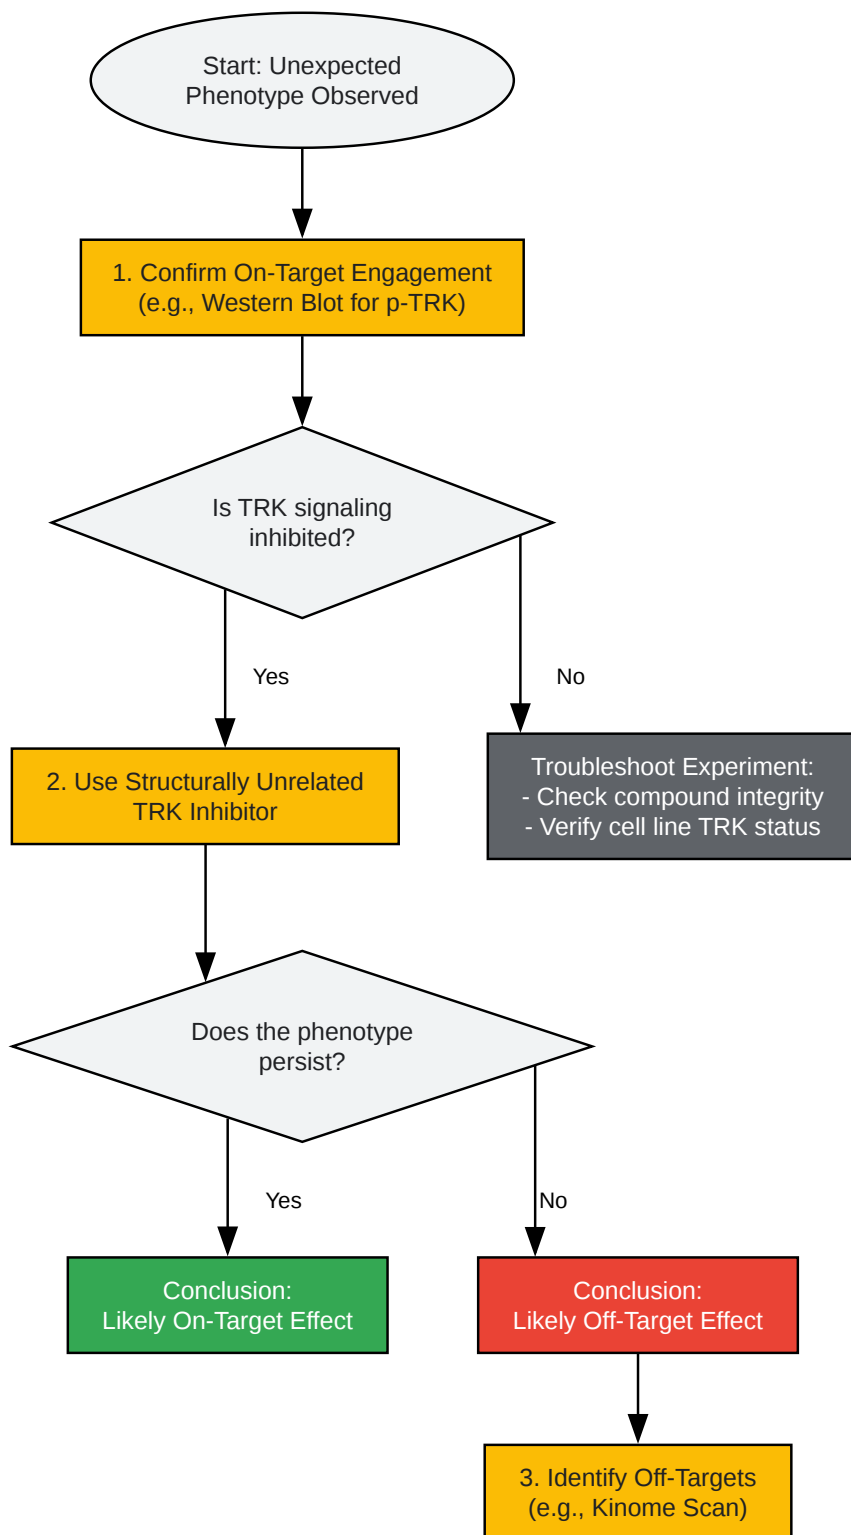 Start: Unexpected
Phenotype Observed
1. Confirm On-Target Engagement
(e.g., Western Blot for p-TRK)
Is TRK signaling
inhibited?
Yes
No
2. Use Structurally Unrelated
TRK Inhibitor
Troubleshoot Experiment:
- Check compound integrity
- Verify cell line TRK status
Does the phenotype
persist?
Yes
No
Conclusion:
Likely On-Target Effect
Conclusion:
Likely Off-Target Effect
3. Identify Off-Targets
(e.g., Kinome Scan)